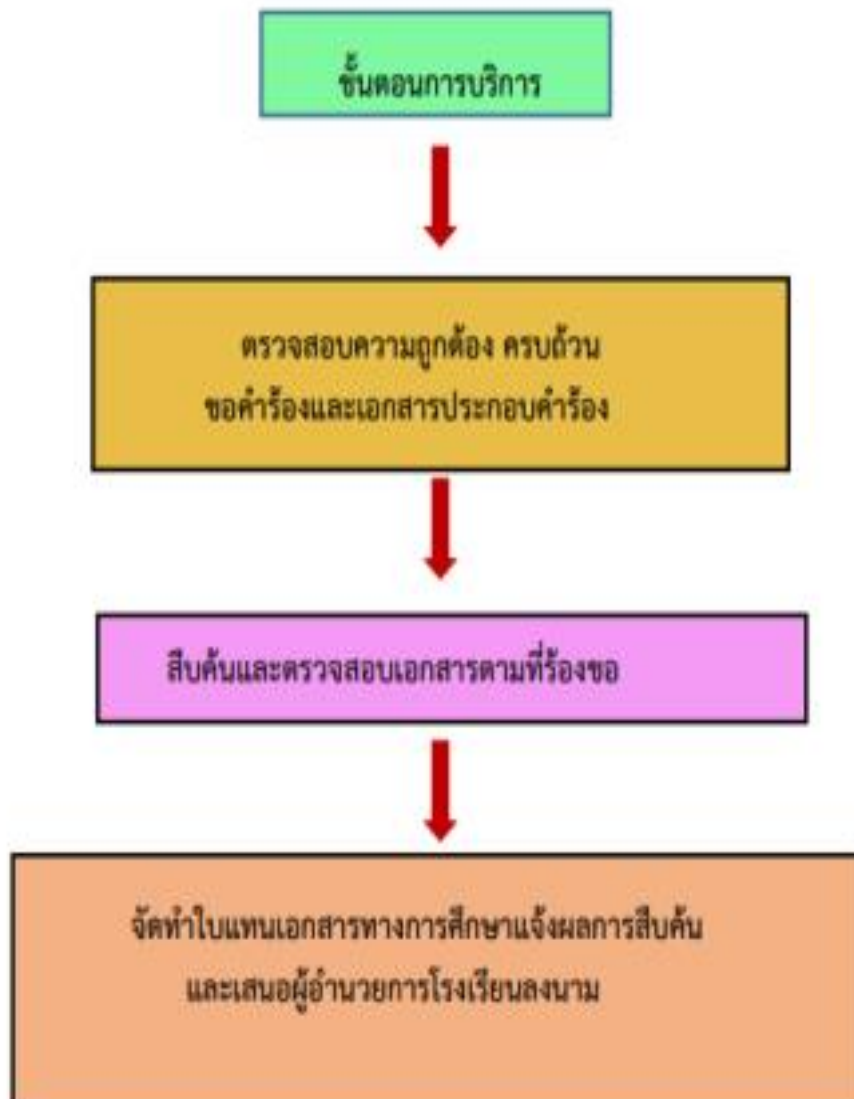 ขั้นตอนการบริการ
ตรวจสอบความถูกต้อง ครบถ้วน
ขอคำร้องและเอกสารประกอบคำร้อง
สืบค้นและตรวจสอบเอกสารตามที่ร้องขอ
จัดทำใบแทนเอกสารทางการศึกษาแจ้งผลการสืบค้น
และเสนอผู้อำนวยการโรงเรียนลงนาม